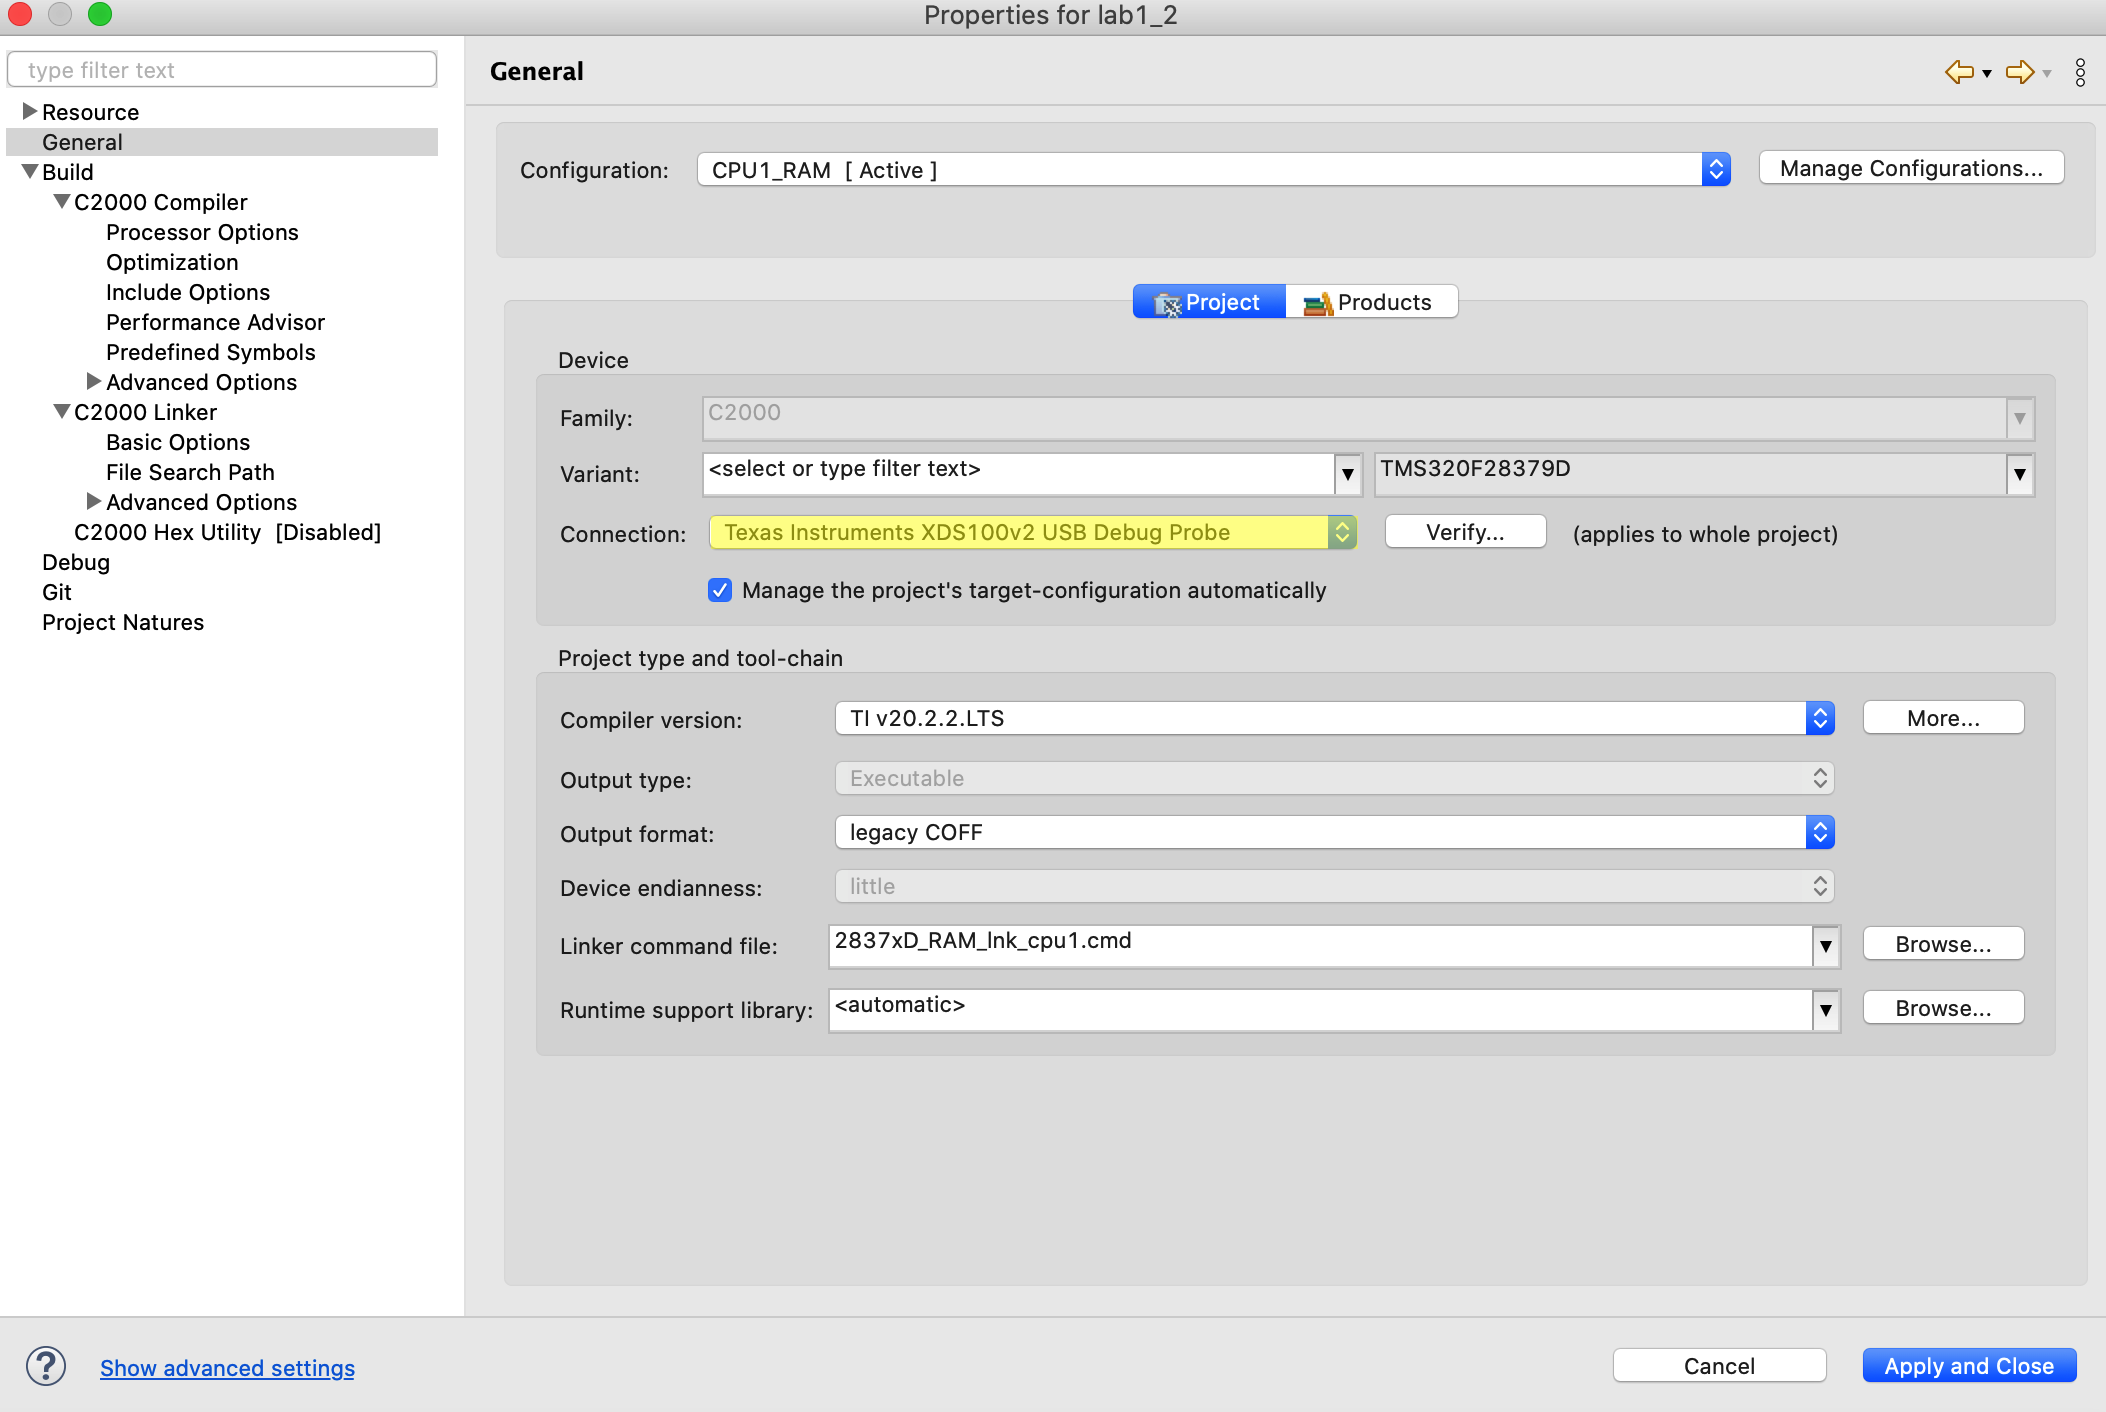 Properties for lab1_2
type filter text
Resource
General
Build
C2000 Compiler
Processor Options
Optimization
Include Options
Performance Advisor
Predefined Symbols
Advanced Options
C2000 Linker
Basic Options
File Search Path
Advanced Options
C2000 Hex Utility [Disabled]
Debug
Git
Project Natures
General
Configuration: CPU1_RAM [ Active ] Manage Configurations...
Project Products
Device
Family: C2000
Variant: <select or type filter text> TMS320F28379D
Connection: Texas Instruments XDS100v2 USB Debug Probe Verify... (applies to whole project)
Manage the project's target-configuration automatically
Project type and tool-chain
Compiler version: TI v20.2.2.LTS More...
Output type: Executable
Output format: legacy COFF
Device endianness: little
Linker command file: 2837xD_RAM_lnk_cpu1.cmd Browse...
Runtime support library: <automatic> Browse...
? Show advanced settings Cancel Apply and Close